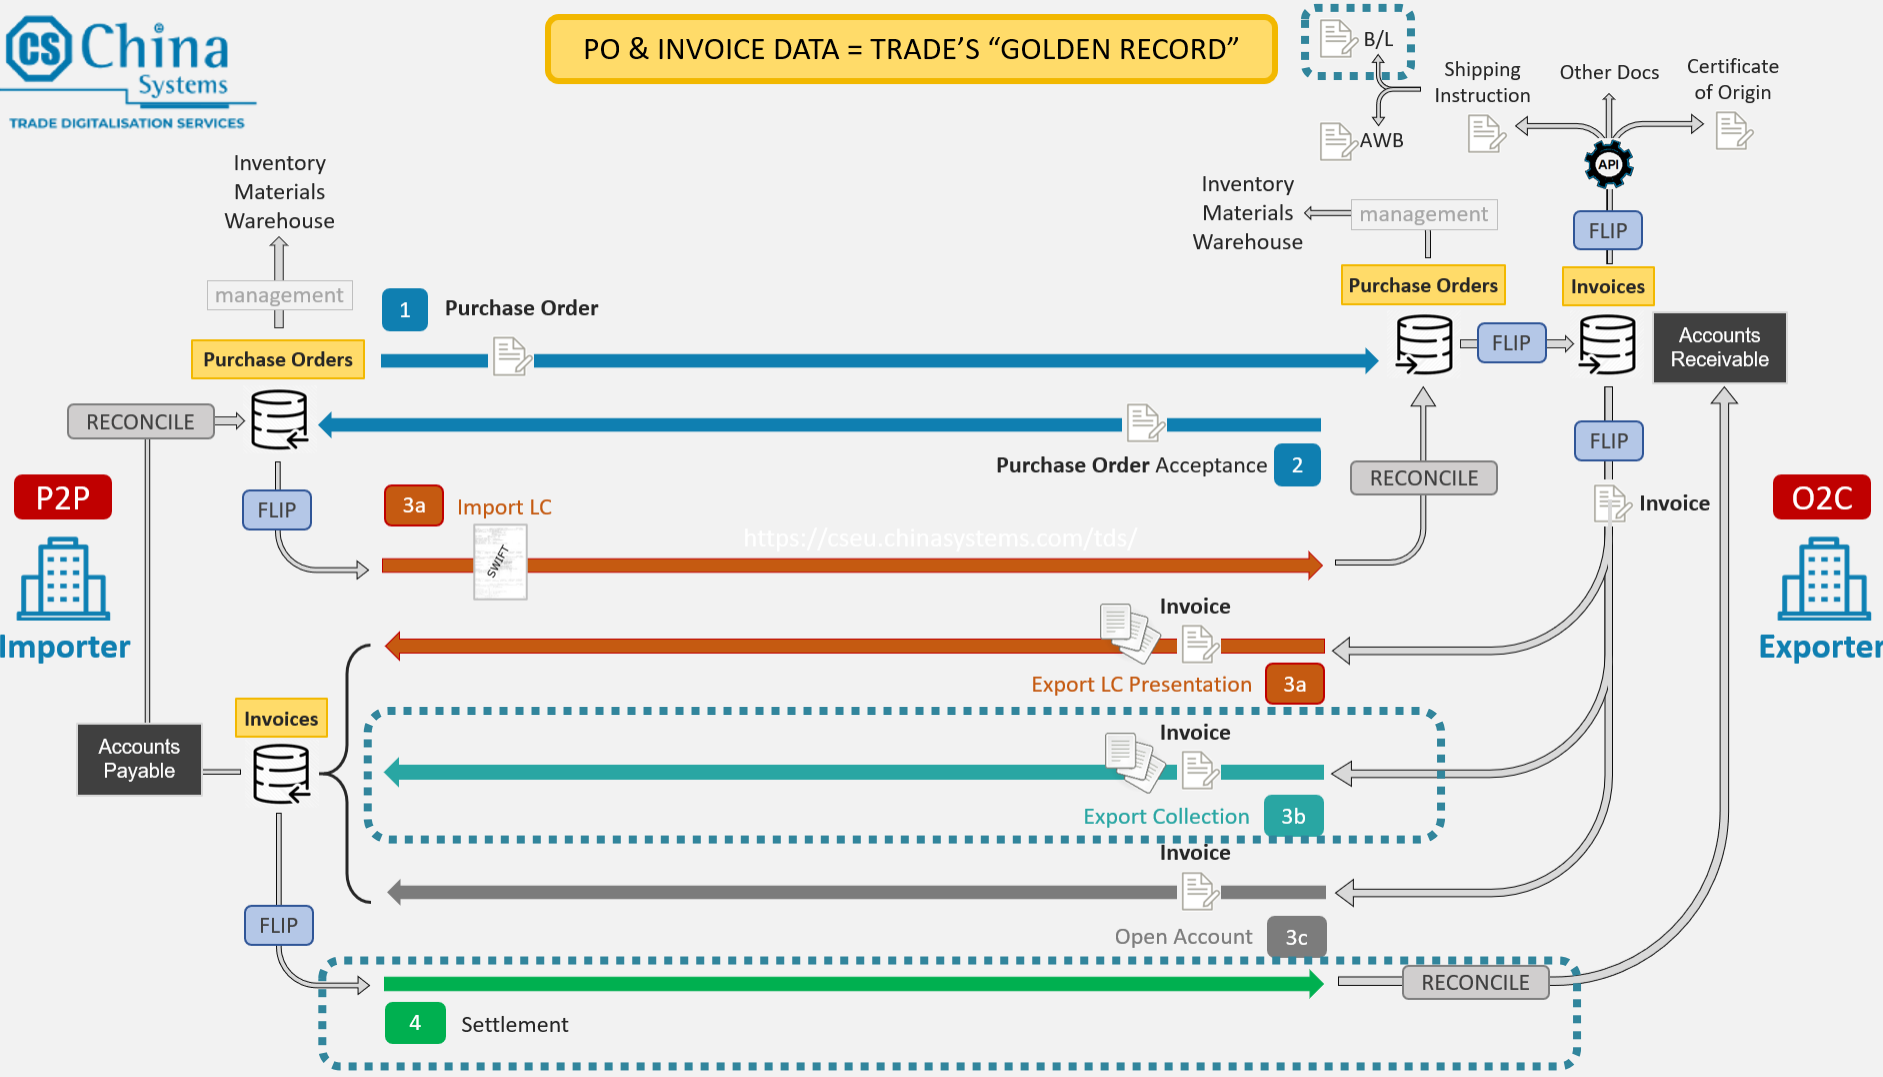 CS China
Systems
TRADE DIGITALISATION SERVICES
PO & INVOICE DATA = TRADE’S “GOLDEN RECORD”
B/L
AWB
Shipping
Instruction
Other Docs
Certificate
of Origin
API
FLIP
Inventory
Materials
Warehouse
management
Purchase Orders
Inventory
Materials
Warehouse
management
Purchase Orders
Invoices
1 Purchase Order
FLIP
Accounts
Receivable
RECONCILE
Purchase Order Acceptance 2
RECONCILE
FLIP
Invoice
P2P
Importer
O2C
Exporter
FLIP
3a Import LC
SWIFT
https://cseu.chinasystems.com/tds/
Invoice
Export LC Presentation 3a
Invoices
Accounts
Payable
Invoice
Export Collection 3b
Invoice
Open Account 3c
FLIP
RECONCILE
4 Settlement